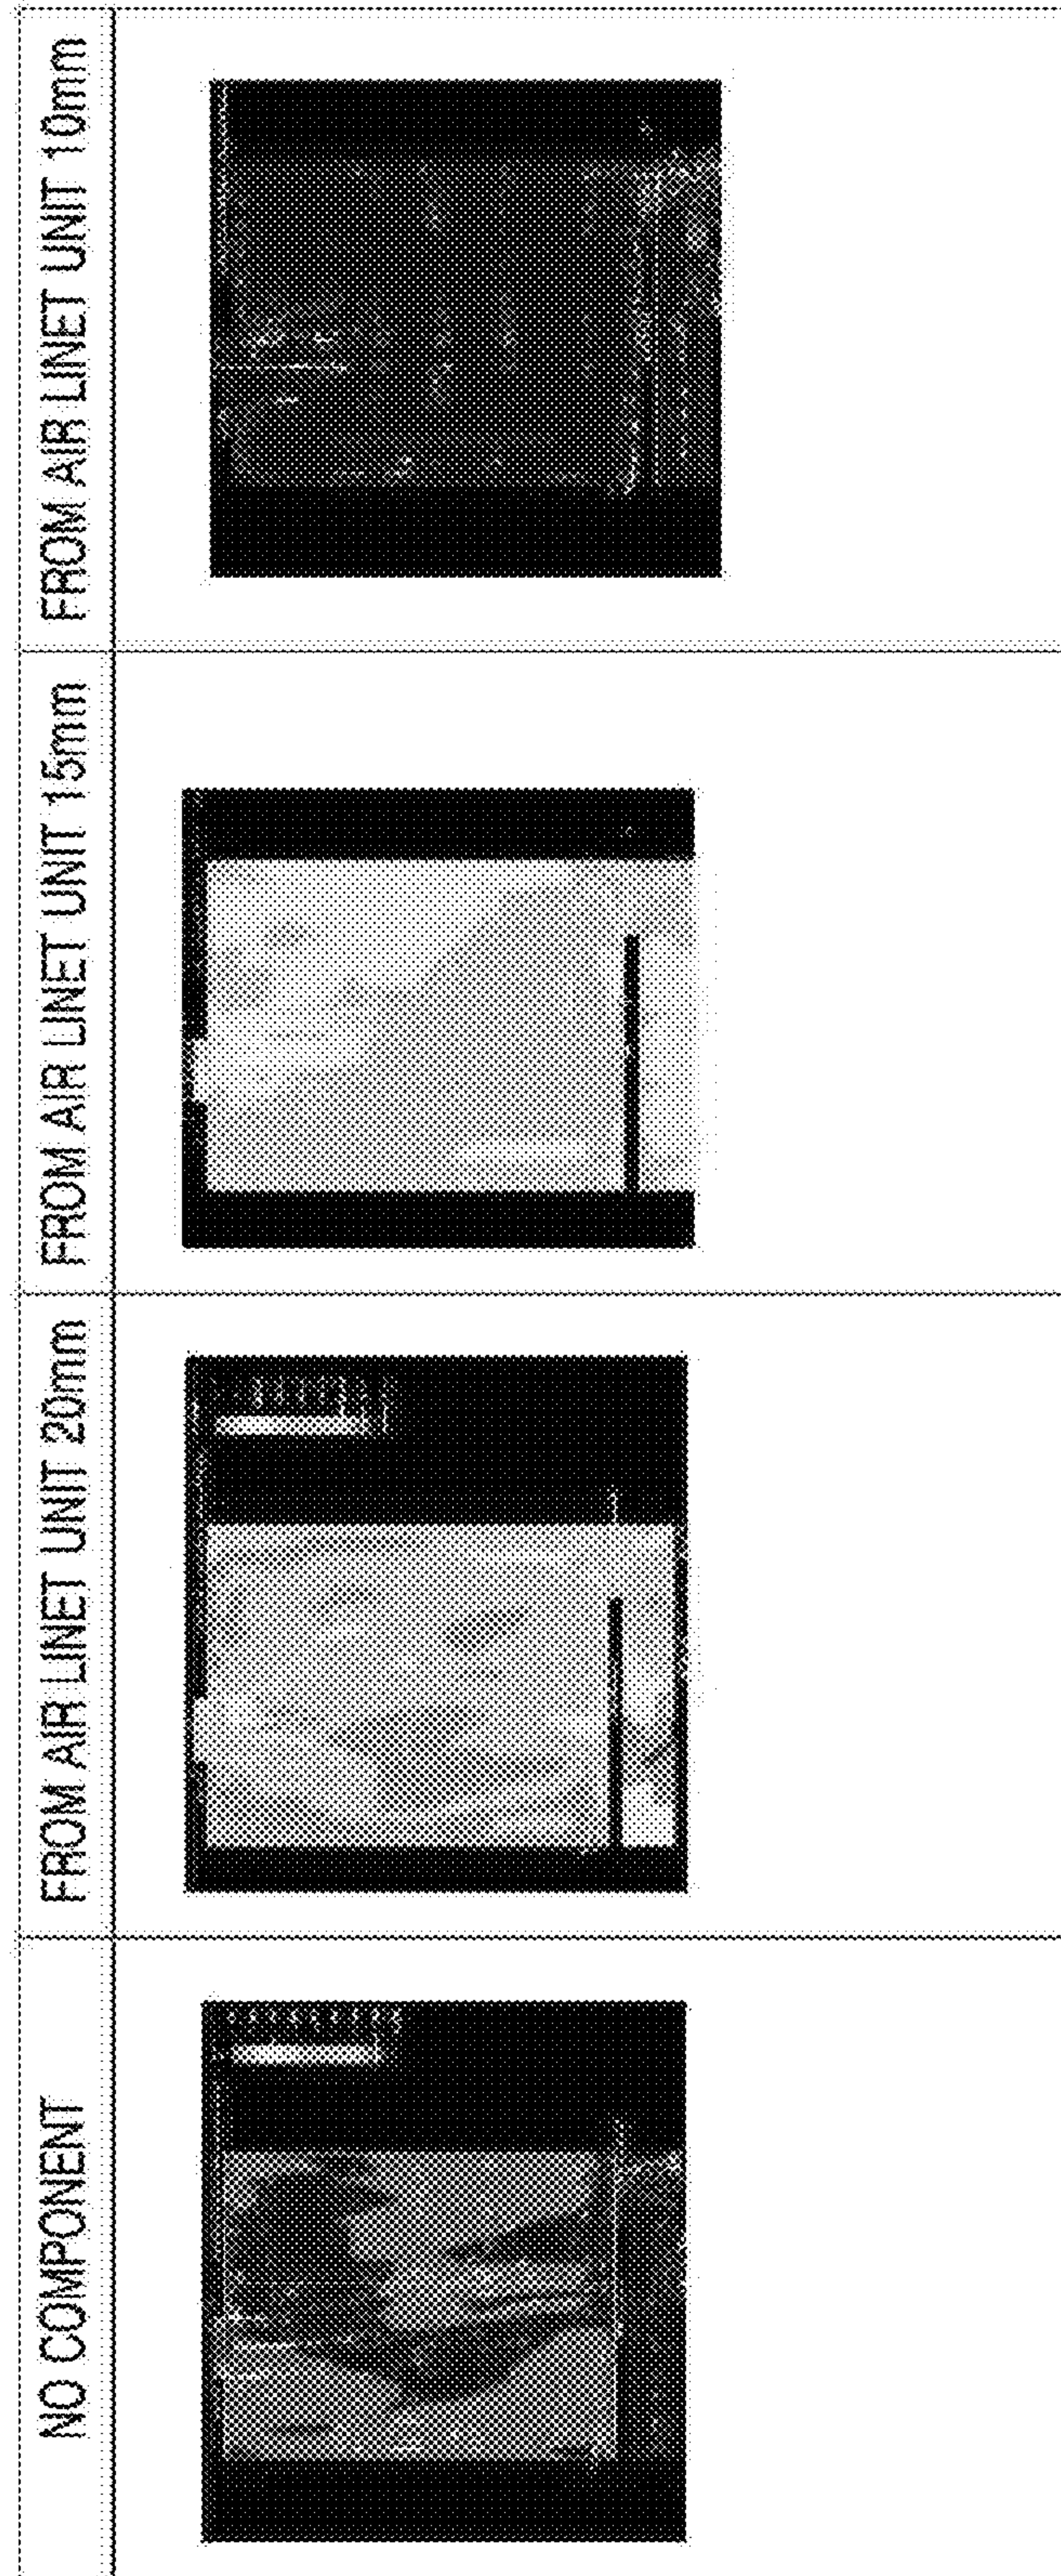 NO COMPONENT
FROM AIR LINET UNIT 20mm
FROM AIR LINET UNIT 15mm
FROM AIR LINET UNIT 10mm